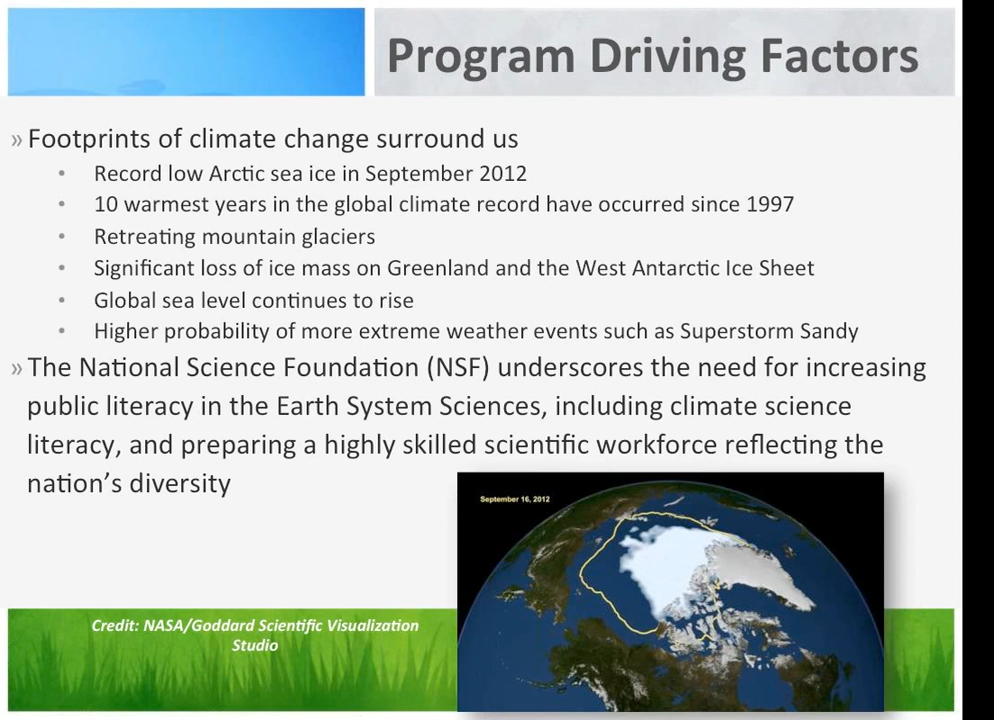 Program Driving Factors
» Footprints of climate change surround us
• Record low Arctic sea ice in September 2012
• 10 warmest years in the global climate record have occurred since 1997
• Retreating mountain glaciers
• Significant loss of ice mass on Greenland and the West Antarctic Ice Sheet
• Global sea level continues to rise
• Higher probability of more extreme weather events such as Superstorm Sandy
» The National Science Foundation (NSF) underscores the need for increasing
public literacy in the Earth System Sciences, including climate science
literacy, and preparing a highly skilled scientific workforce reflecting the
nation’s diversity
September 16, 2012
Credit: NASA/Goddard Scientific Visualization
Studio